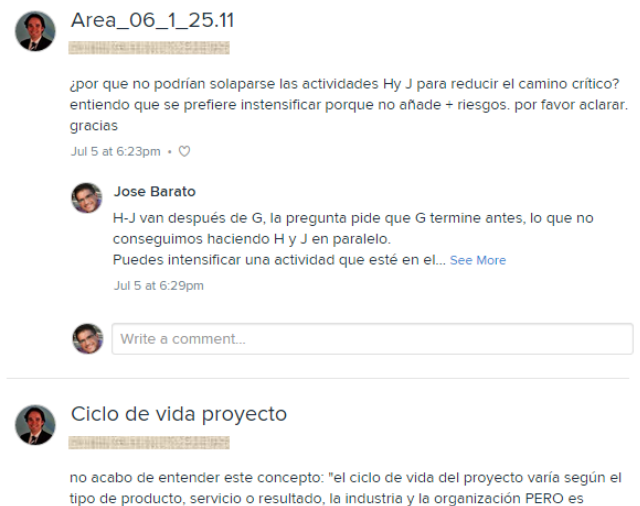 Area_06_1_25.11
¿por que no podrían solaparse las actividades Hy J para reducir el camino crítico?
entiendo que se prefiere instensificar porque no añade + riesgos. por favor aclarar.
gracias
Jul 5 at 6:23pm •
Jose Barato
H-J van después de G, la pregunta pide que G termine antes, lo que no
conseguimos haciendo H y J en paralelo.
Puedes intensificar una actividad que esté en el... See More
Jul 5 at 6:29pm
Write a comment...
Ciclo de vida proyecto
no acabo de entender este concepto: "el ciclo de vida del proyecto varía según el
tipo de producto, servicio o resultado, la industria y la organización PERO es